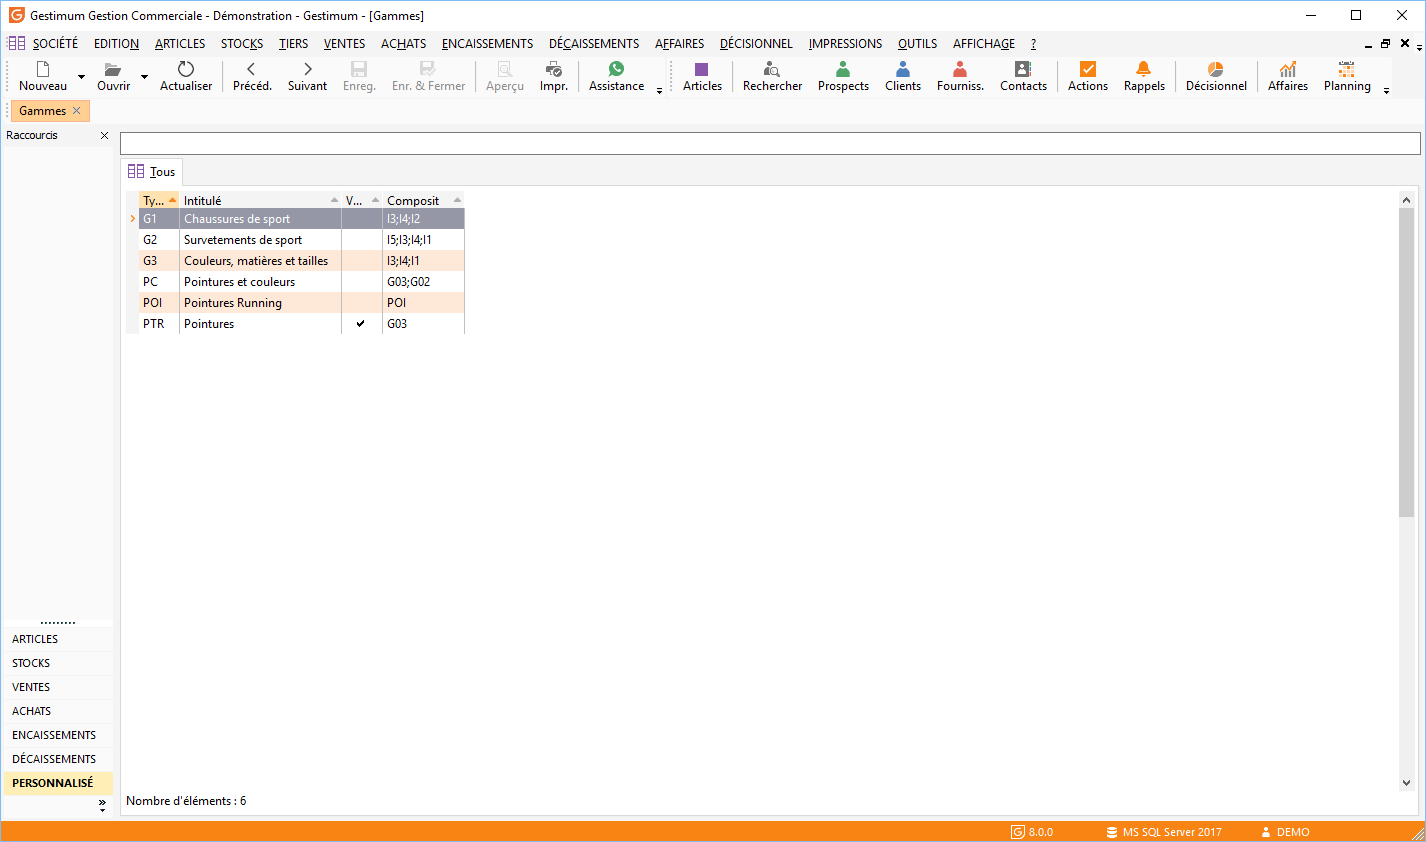 Gestimum Gestion Commerciale - Démonstration - Gestimum - [Gammes]
SOCIÉTÉ EDITION ARTICLES STOCKS TIERS VENTES ACHATS ENCAISSEMENTS DÉCAISSEMENTS AFFAIRES DÉCISIONNEL IMPRESSIONS OUTILS AFFICHAGE ?
Nouveau Ouvrir Actualiser Précéd. Suivant Enreg. Enr. & Fermer Aperçu Impr. Assistance Articles Rechercher Prospects Clients Fourniss. Contacts Actions Rappels Décisionnel Affaires Planning
Gammes
Raccourcis
Tous
Ty... Intitulé V... Composit
G1 Chaussures de sport I3;I4;I2
G2 Survetements de sport I5;I3;I4;I1
G3 Couleurs, matières et tailles I3;I4;I1
PC Pointures et couleurs G03;G02
POI Pointures Running POI
PTR Pointures G03
ARTICLES
STOCKS
VENTES
ACHATS
ENCAISSEMENTS
DÉCAISSEMENTS
PERSONNALISÉ
Nombre d'éléments : 6
8.0.0 MS SQL Server 2017 DEMO